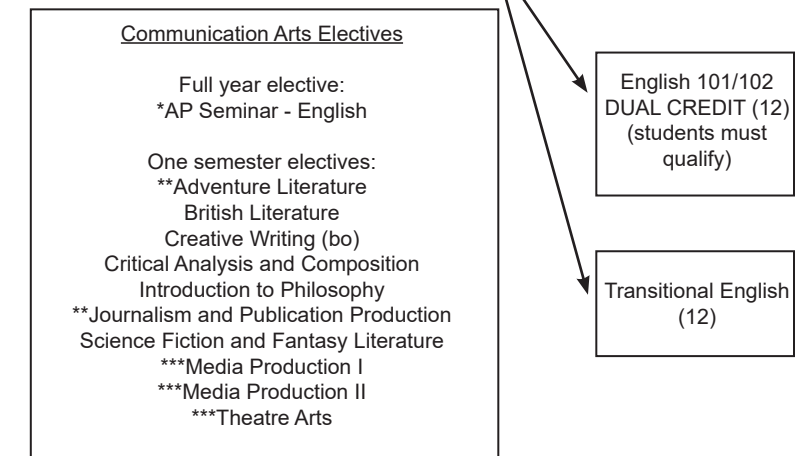 Communication Arts Electives
Full year elective:
*AP Seminar - English
One semester electives:
**Adventure Literature
British Literature
Creative Writing (bo)
Critical Analysis and Composition
Introduction to Philosophy
**Journalism and Publication Production
Science Fiction and Fantasy Literature
***Media Production I
***Media Production II
***Theatre Arts
English 101/102
DUAL CREDIT (12)
(students must
qualify)
Transitional English
(12)